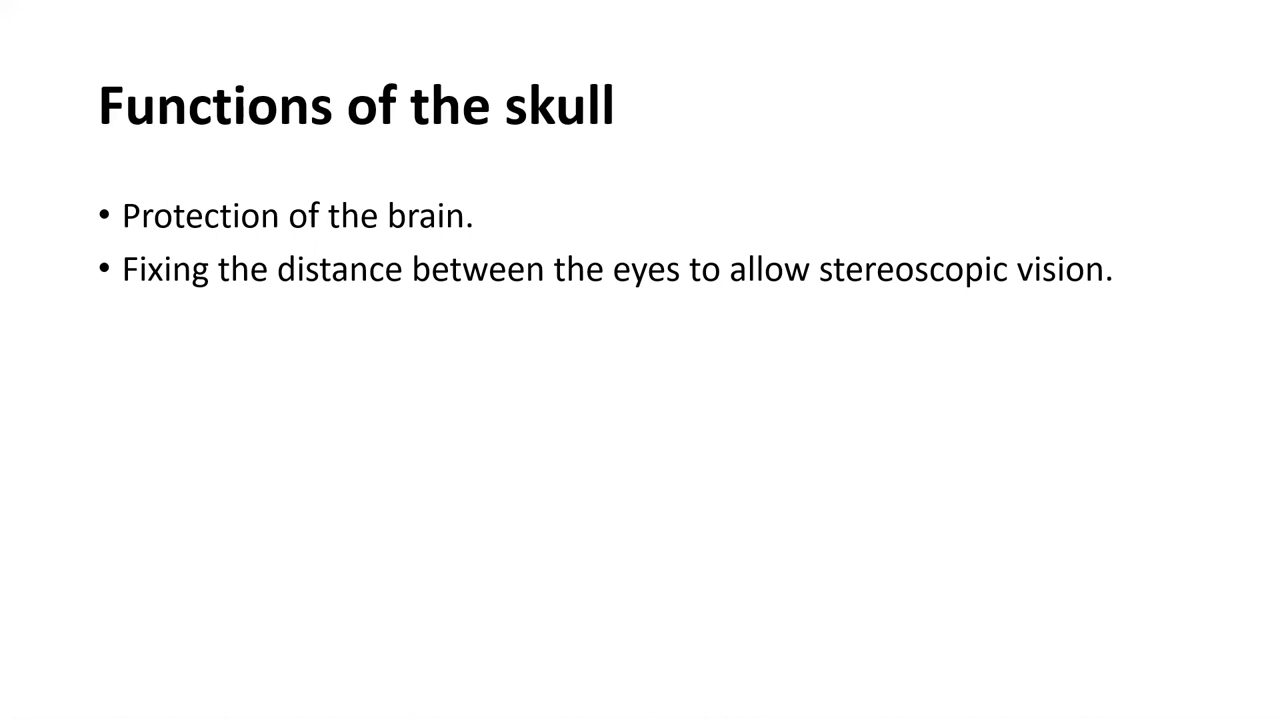 Functions of the skull
• Protection of the brain.
• Fixing the distance between the eyes to allow stereoscopic vision.